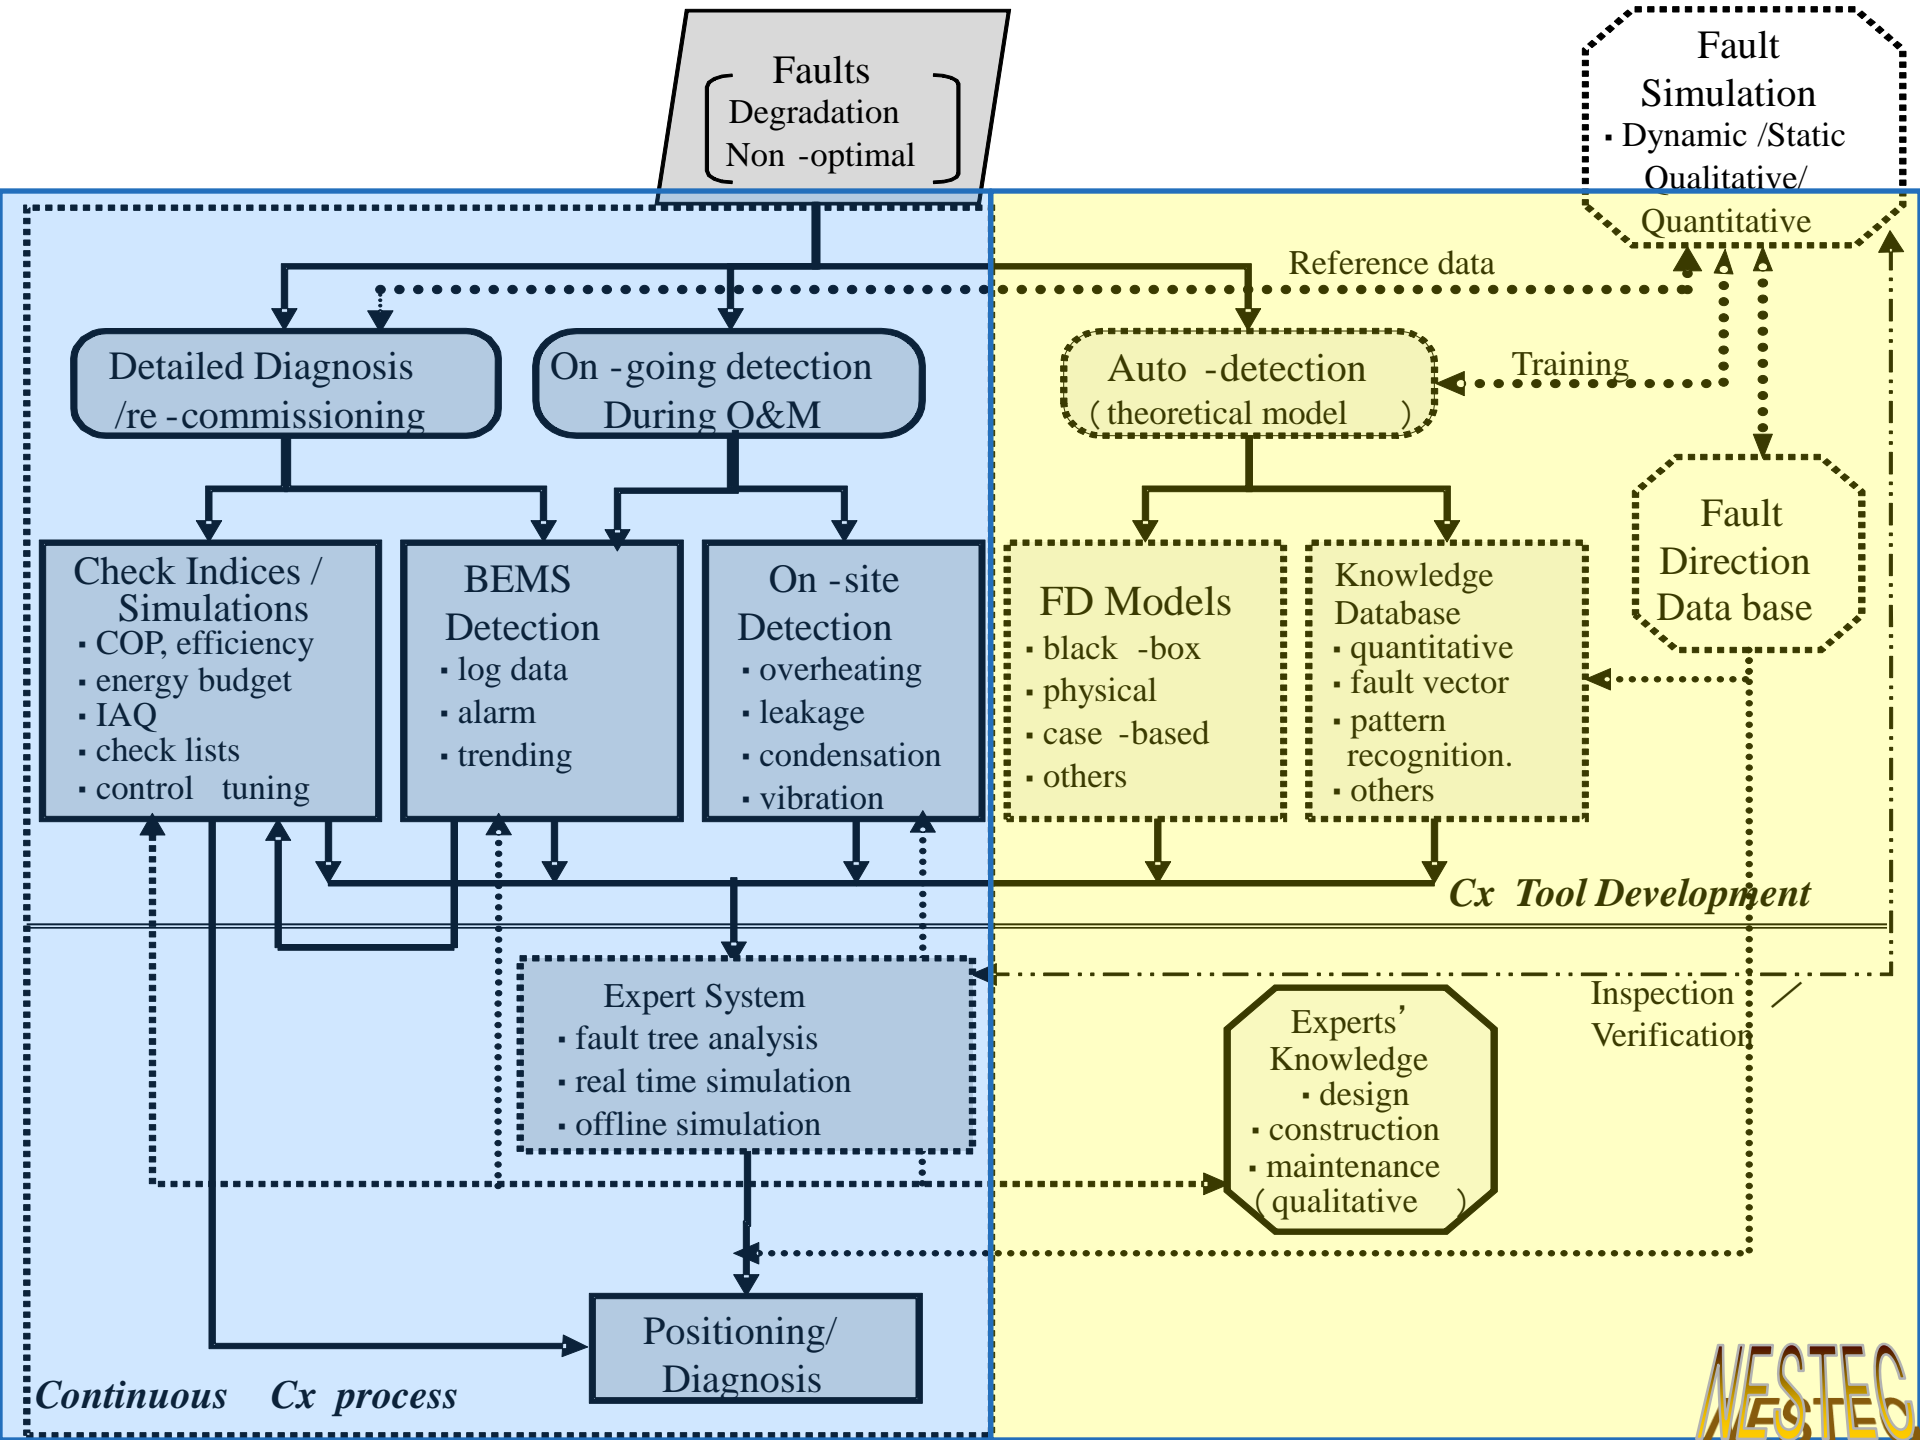 Faults
Degradation
Non -optimal
Fault
Simulation
▪ Dynamic /Static
Qualitative/
Quantitative
Reference data
Detailed Diagnosis
/re -commissioning
On -going detection
During O&M
Auto -detection
（theoretical model ）
Training
Check Indices /
Simulations
▪ COP, efficiency
▪ energy budget
▪ IAQ
▪ check lists
▪ control tuning
BEMS
Detection
▪ log data
▪ alarm
▪ trending
On -site
Detection
▪ overheating
▪ leakage
▪ condensation
▪ vibration
FD Models
▪ black -box
▪ physical
▪ case -based
▪ others
Knowledge
Database
▪ quantitative
▪ fault vector
▪ pattern
recognition.
▪ others
Fault
Direction
Data base
Cx Tool Development
Expert System
▪ fault tree analysis
▪ real time simulation
▪ offline simulation
Experts’
Knowledge
▪ design
▪ construction
▪ maintenance
（qualitative ）
Inspection
Verification
Positioning/
Diagnosis
Continuous Cx process
NESTEC